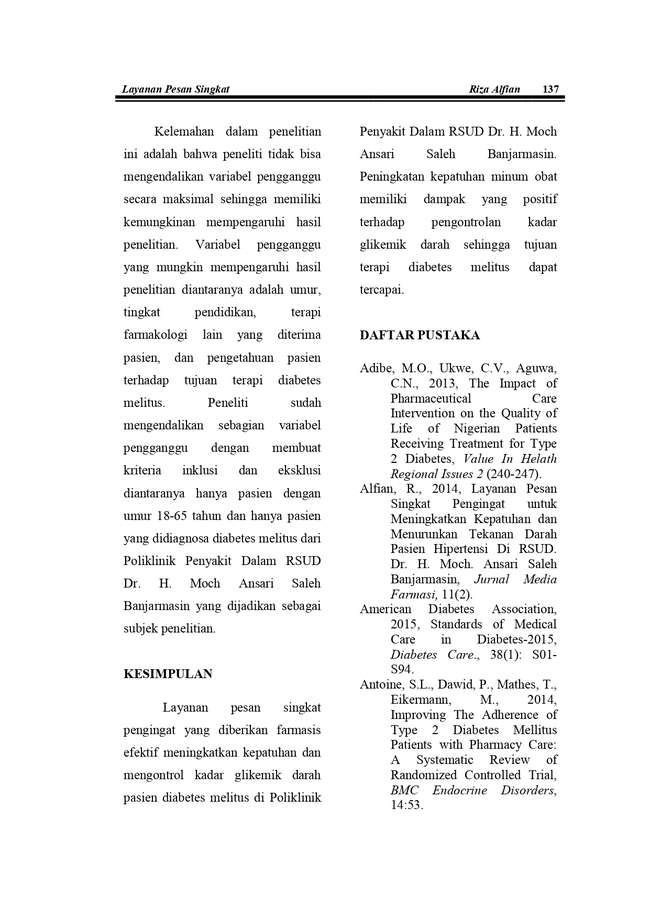 Layanan Pesan Singkat Riza Alfian 137
Kelemahan dalam penelitian
ini adalah bahwa peneliti tidak bisa
mengendalikan variabel pengganggu
secara maksimal sehingga memiliki
kemungkinan mempengaruhi hasil
penelitian. Variabel pengganggu
yang mungkin mempengaruhi hasil
penelitian diantaranya adalah umur,
tingkat pendidikan, terapi
farmakologi lain yang diterima
pasien, dan pengetahuan pasien
terhadap tujuan terapi diabetes
melitus. Peneliti sudah
mengendalikan sebagian variabel
pengganggu dengan membuat
kriteria inklusi dan eksklusi
diantaranya hanya pasien dengan
umur 18-65 tahun dan hanya pasien
yang didiagnosa diabetes melitus dari
Poliklinik Penyakit Dalam RSUD
Dr. H. Moch Ansari Saleh
Banjarmasin yang dijadikan sebagai
subjek penelitian.
KESIMPULAN
Layanan pesan singkat
pengingat yang diberikan farmasis
efektif meningkatkan kepatuhan dan
mengontrol kadar glikemik darah
pasien diabetes melitus di Poliklinik
Penyakit Dalam RSUD Dr. H. Moch
Ansari Saleh Banjarmasin.
Peningkatan kepatuhan minum obat
memiliki dampak yang positif
terhadap pengontrolan kadar
glikemik darah sehingga tujuan
terapi diabetes melitus dapat
tercapai.
DAFTAR PUSTAKA
Adibe, M.O., Ukwe, C.V., Aguwa,
C.N., 2013, The Impact of
Pharmaceutical Care
Intervention on the Quality of
Life of Nigerian Patients
Receiving Treatment for Type
2 Diabetes, Value In Helath
Regional Issues 2 (240-247).
Alfian, R., 2014, Layanan Pesan
Singkat Pengingat untuk
Meningkatkan Kepatuhan dan
Menurunkan Tekanan Darah
Pasien Hipertensi Di RSUD.
Dr. H. Moch. Ansari Saleh
Banjarmasin, Jurnal Media
Farmasi, 11(2).
American Diabetes Association,
2015, Standards of Medical
Care in Diabetes-2015,
Diabetes Care., 38(1): S01-
S94.
Antoine, S.L., Dawid, P., Mathes, T.,
Eikermann, M., 2014,
Improving The Adherence of
Type 2 Diabetes Mellitus
Patients with Pharmacy Care:
A Systematic Review of
Randomized Controlled Trial,
BMC Endocrine Disorders,
14:53.